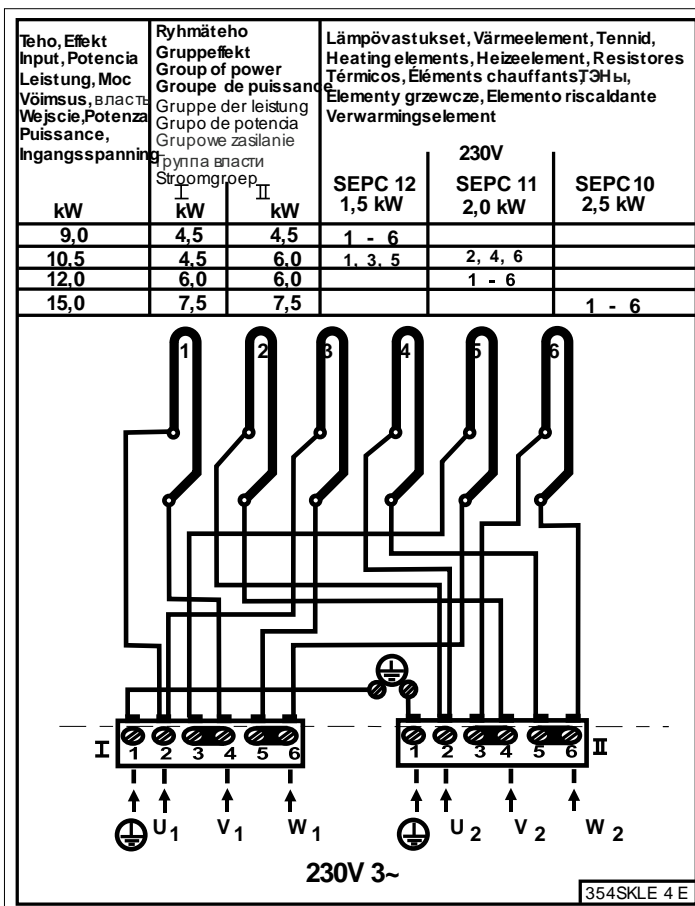 Teho, Effekt
Input, Potencia
Leistung, Moc
Vöimsus, власть
Wejscie,Potenza
Puissance,
Ingangsspanning
kW
Ryhmäteho
Gruppeffekt
Group of power
Groupe de puissance
Gruppe der leistung
Grupo de potencia
Grupowe zasilanie
Группа власти
Stroomgroep
I II
kW kW
Lämpövastukset, Värmeelement, Tennid,
Heating elements, Heizeelement, Resistores
Térmicos, Éléments chauffants,ТЭНы,
Elementy grzewcze, Elemento riscaldante
Verwarmingselement
230V
SEPC 12 SEPC 11 SEPC10
1,5 kW 2,0 kW 2,5 kW
9,0 4,5 4,5 1 - 6
10,5 4,5 6,0 1, 3, 5 2, 4, 6
12,0 6,0 6,0 1 - 6
15,0 7,5 7,5 1 - 6
1 2 3 4 5 6
I 1 2 3 4 5 6 1 2 3 4 5 6 II
U1 V1 W1 U2 V2 W2
230V 3~
354SKLE 4 E